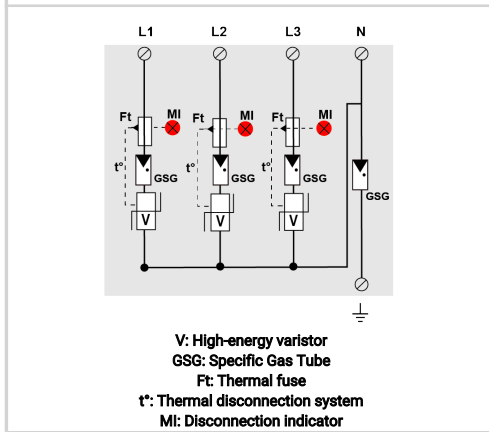 L1 L2 L3 N
Ft MI Ft MI Ft MI
t° GSG t° GSG t° GSG GSG
V V V
V: High-energy varistor
GSG: Specific Gas Tube
Ft: Thermal fuse
t°: Thermal disconnection system
MI: Disconnection indicator